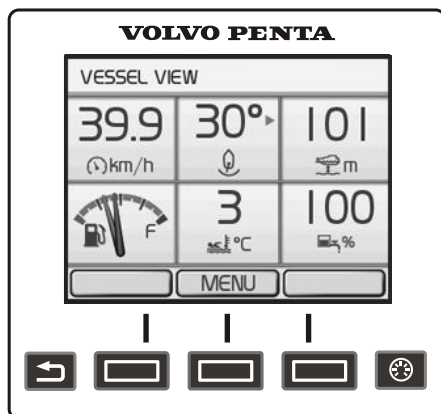 VOLVO PENTA
VESSEL VIEW
39.9 30° 101
km/h m
F 3 100
°C %
MENU